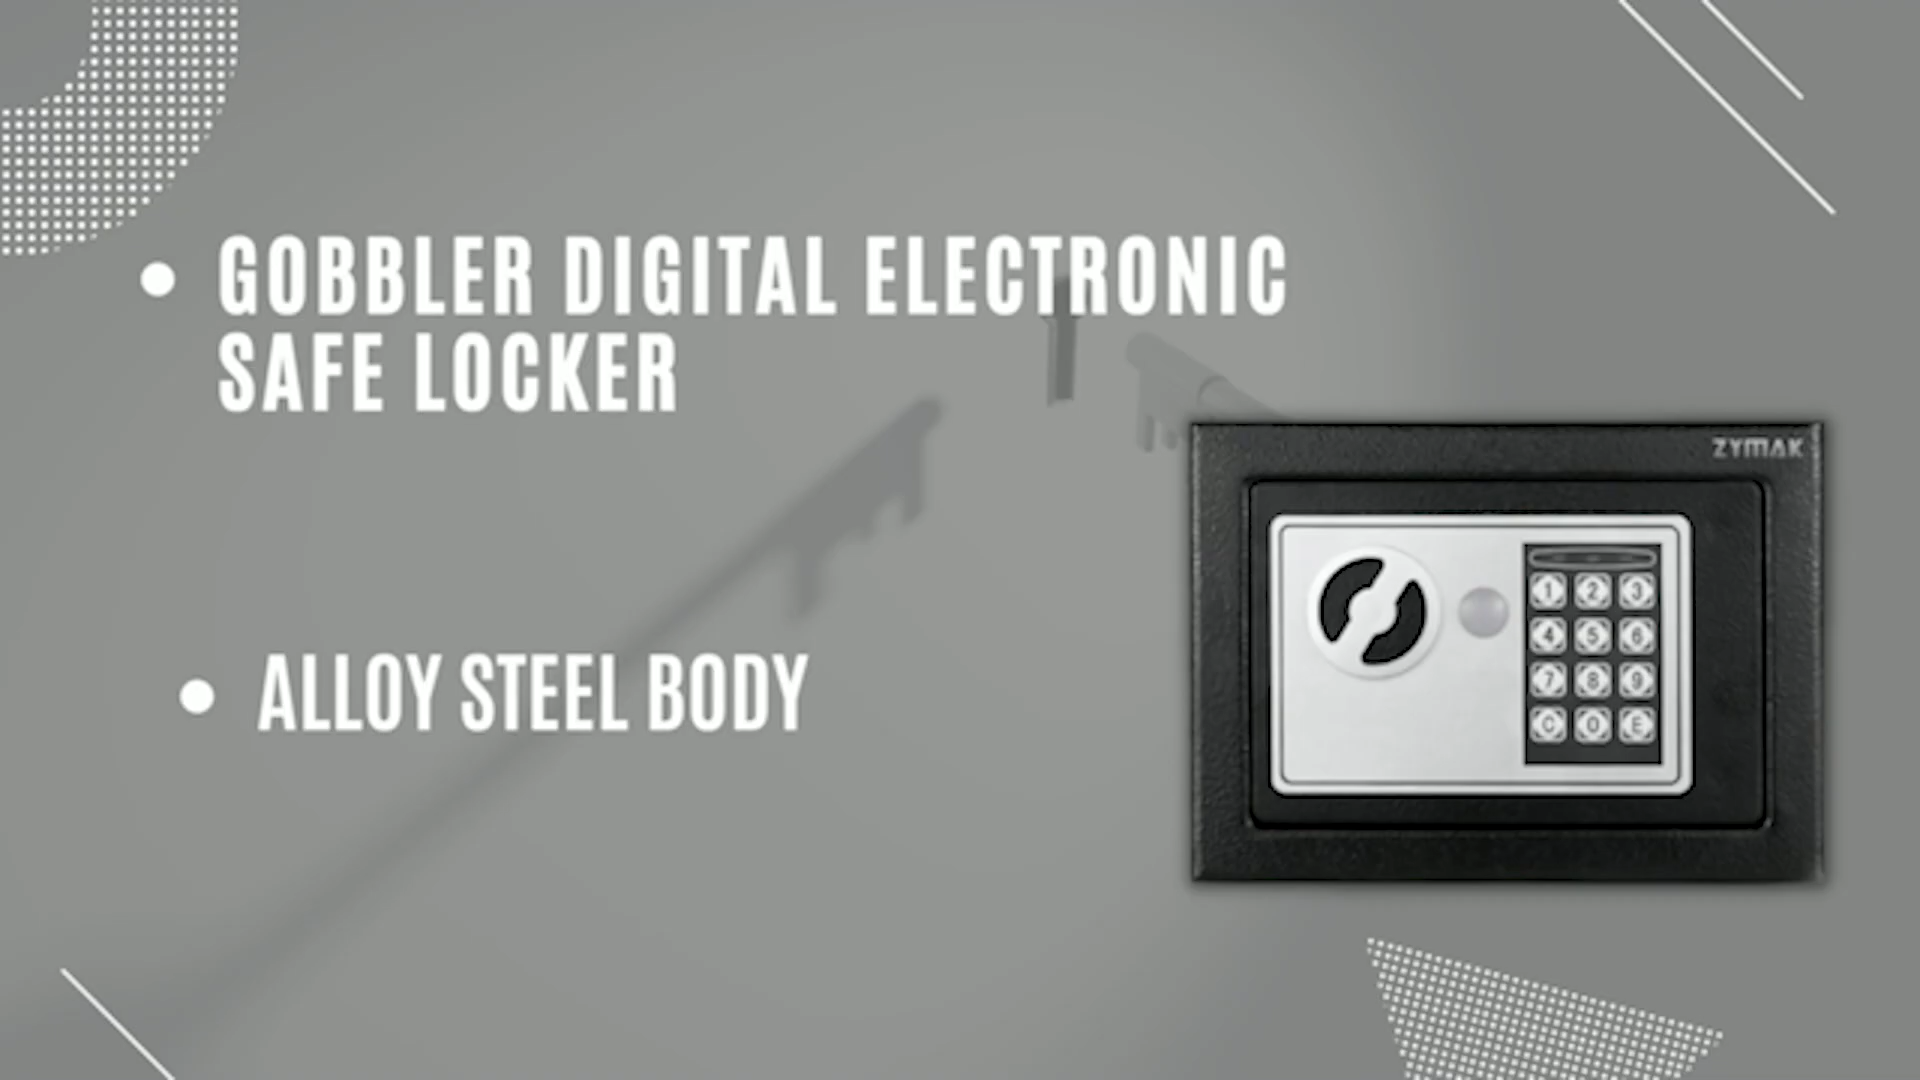 GOBBLER DIGITAL ELECTRONIC
SAFE LOCKER
ALLOY STEEL BODY
ZYMAK
1 2 3
4 5 6
7 8 9
C 0 E